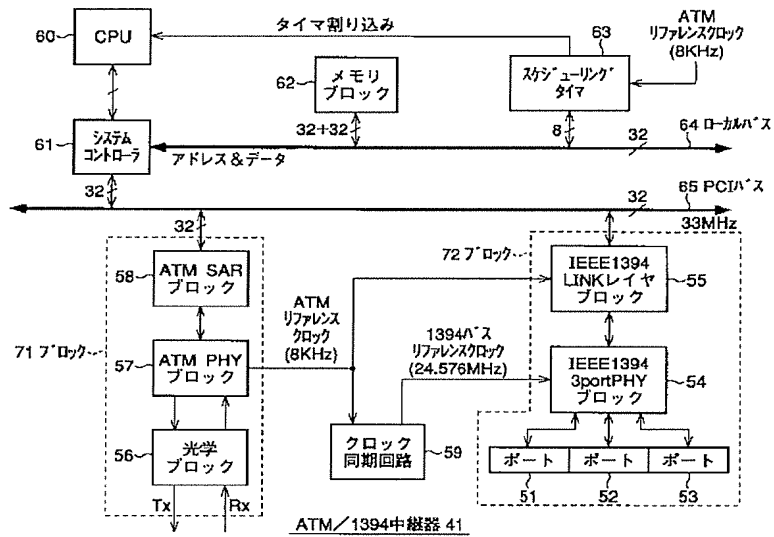 60
CPU
タイマ割り込み
63
スケジューリング
タイマ
ATM
リファレンスクロック
(8KHz)
62
メモリ
ブロック
61
システム
コントローラ
32+32
8
32
64 ローカルバス
アドレス＆データ
32
32
65 PCIバス
33MHz
32
72 ブロック
58
ATM SAR
ブロック
IEEE1394
LINKレイヤ
ブロック
55
ATM
リファレンス
クロック
(8KHz)
1394バス
リファレンスクロック
(24.576MHz)
71 ブロック
57
ATM PHY
ブロック
IEEE1394
3portPHY
ブロック
54
56
光学
ブロック
クロック
同期回路
59
ポート
ポート
ポート
51
52
53
Tx
Rx
ATM／1394中継器 41